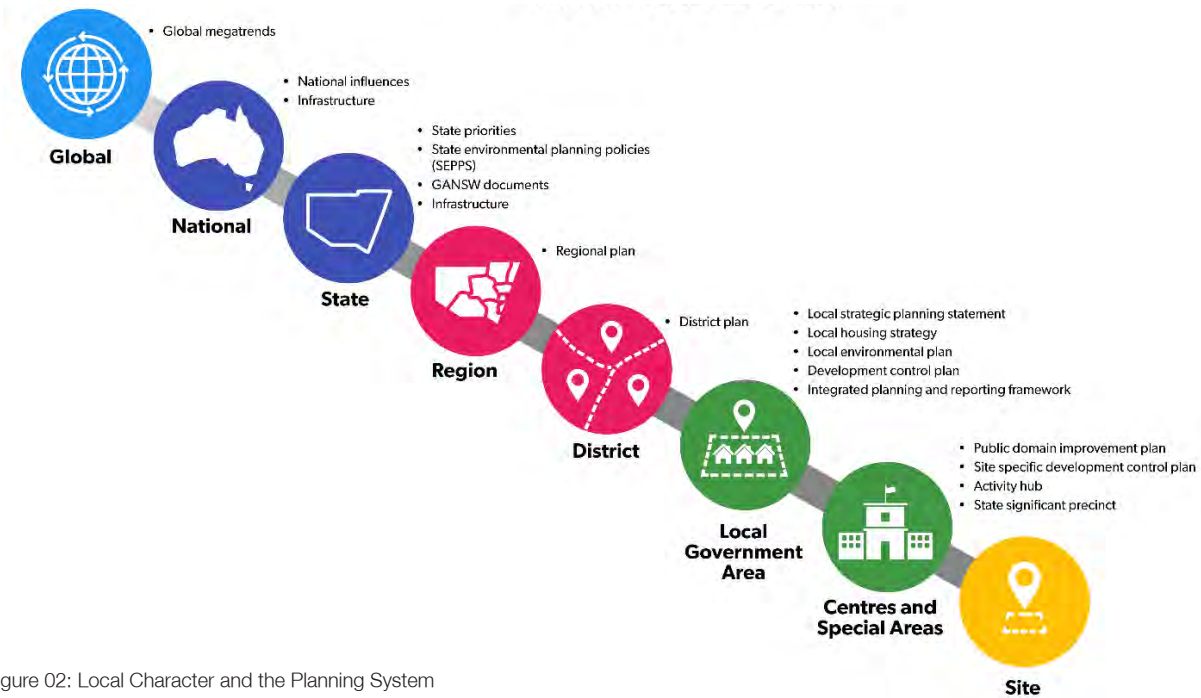 • Global megatrends
Global
• National influences
• Infrastructure
National
• State priorities
• State environmental planning policies
(SEPPS)
• GANSW documents
• Infrastructure
State
• Regional plan
Region
• District plan
District
• Local strategic planning statement
• Local housing strategy
• Local environmental plan
• Development control plan
• Integrated planning and reporting framework
Local
Government
Area
• Public domain improvement plan
• Site specific development control plan
• Activity hub
• State significant precinct
Centres and
Special Areas
Site
gure 02: Local Character and the Planning System